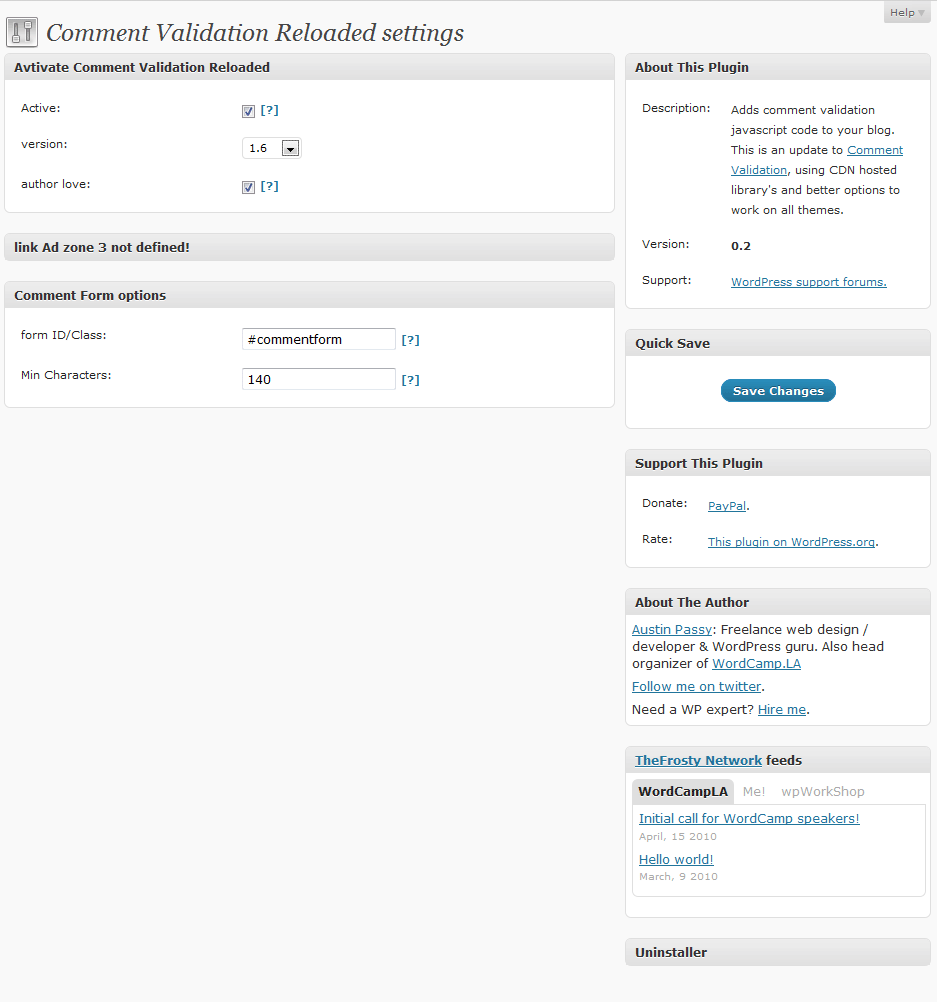 Help
Comment Validation Reloaded settings
Avtivate Comment Validation Reloaded
Active: [?]
version: 1.6
author love: [?]
link Ad zone 3 not defined!
Comment Form options
form ID/Class: #commentform [?]
Min Characters: 140 [?]
About This Plugin
Description: Adds comment validation
javascript code to your blog.
This is an update to Comment
Validation, using CDN hosted
library's and better options to
work on all themes.
Version: 0.2
Support: WordPress support forums.
Quick Save
Save Changes
Support This Plugin
Donate: PayPal.
Rate: This plugin on WordPress.org.
About The Author
Austin Passy: Freelance web design /
developer & WordPress guru. Also head
organizer of WordCamp.LA
Follow me on twitter.
Need a WP expert? Hire me.
TheFrosty Network feeds
WordCampLA Me! wpWorkShop
Initial call for WordCamp speakers!
April, 15 2010
Hello world!
March, 9 2010
Uninstaller